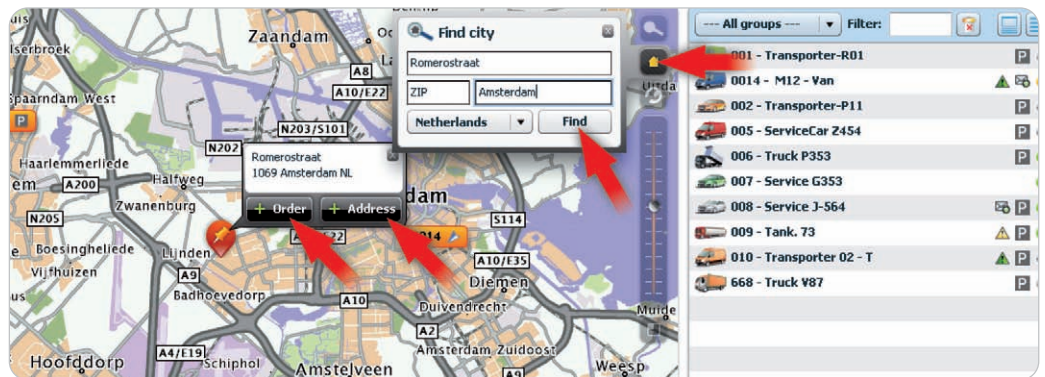 Zaandam
A8
A10/E22
Spaarndam West
P
N203/S101
N202
Haarlemmerliede
A200
Halfweg
Zwanenburg
N205
Boesingheliede
Lijnden
Vijfhuizen
A9
Badhoevedorp
A10
S114
A10/E35
Diemen
Duivendrecht
Muide
A2
Amsterdam Zuidoost
A4/E19
Hoofddorp
Schiphol
Amstelveen
A9
Weesp
Find city
Romerostraat
ZIP
Amsterdam
Netherlands
Find
Romerostraat
1069 Amsterdam NL
+ Order
+ Address
--- All groups ---
Filter:
001 - Transporter-R01
P
0014 - M12 - Van
002 - Transporter-P11
P
005 - ServiceCar Z454
P
006 - Truck P353
P
007 - Service G353
008 - Service J-564
P
009 - Tank. 73
P
010 - Transporter 02 - T
P
668 - Truck V87
P